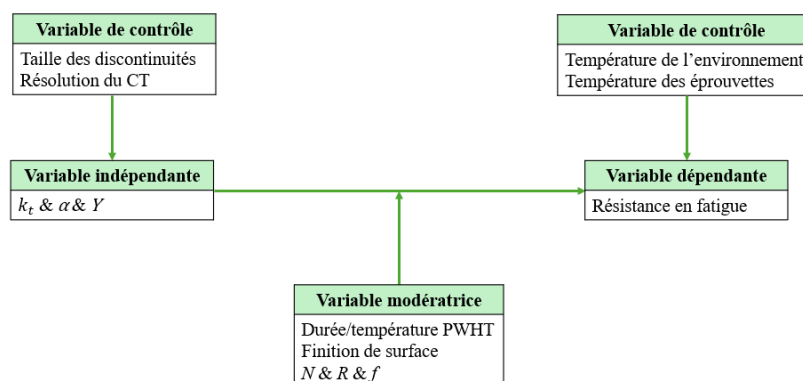 Variable de contrôle
Taille des discontinuités
Résolution du CT
Variable de contrôle
Température de l'environnement
Température des éprouvettes
Variable indépendante
k_t & α & Y
Variable dépendante
Résistance en fatigue
Variable modératrice
Durée/température PWHT
Finition de surface
N & R & f